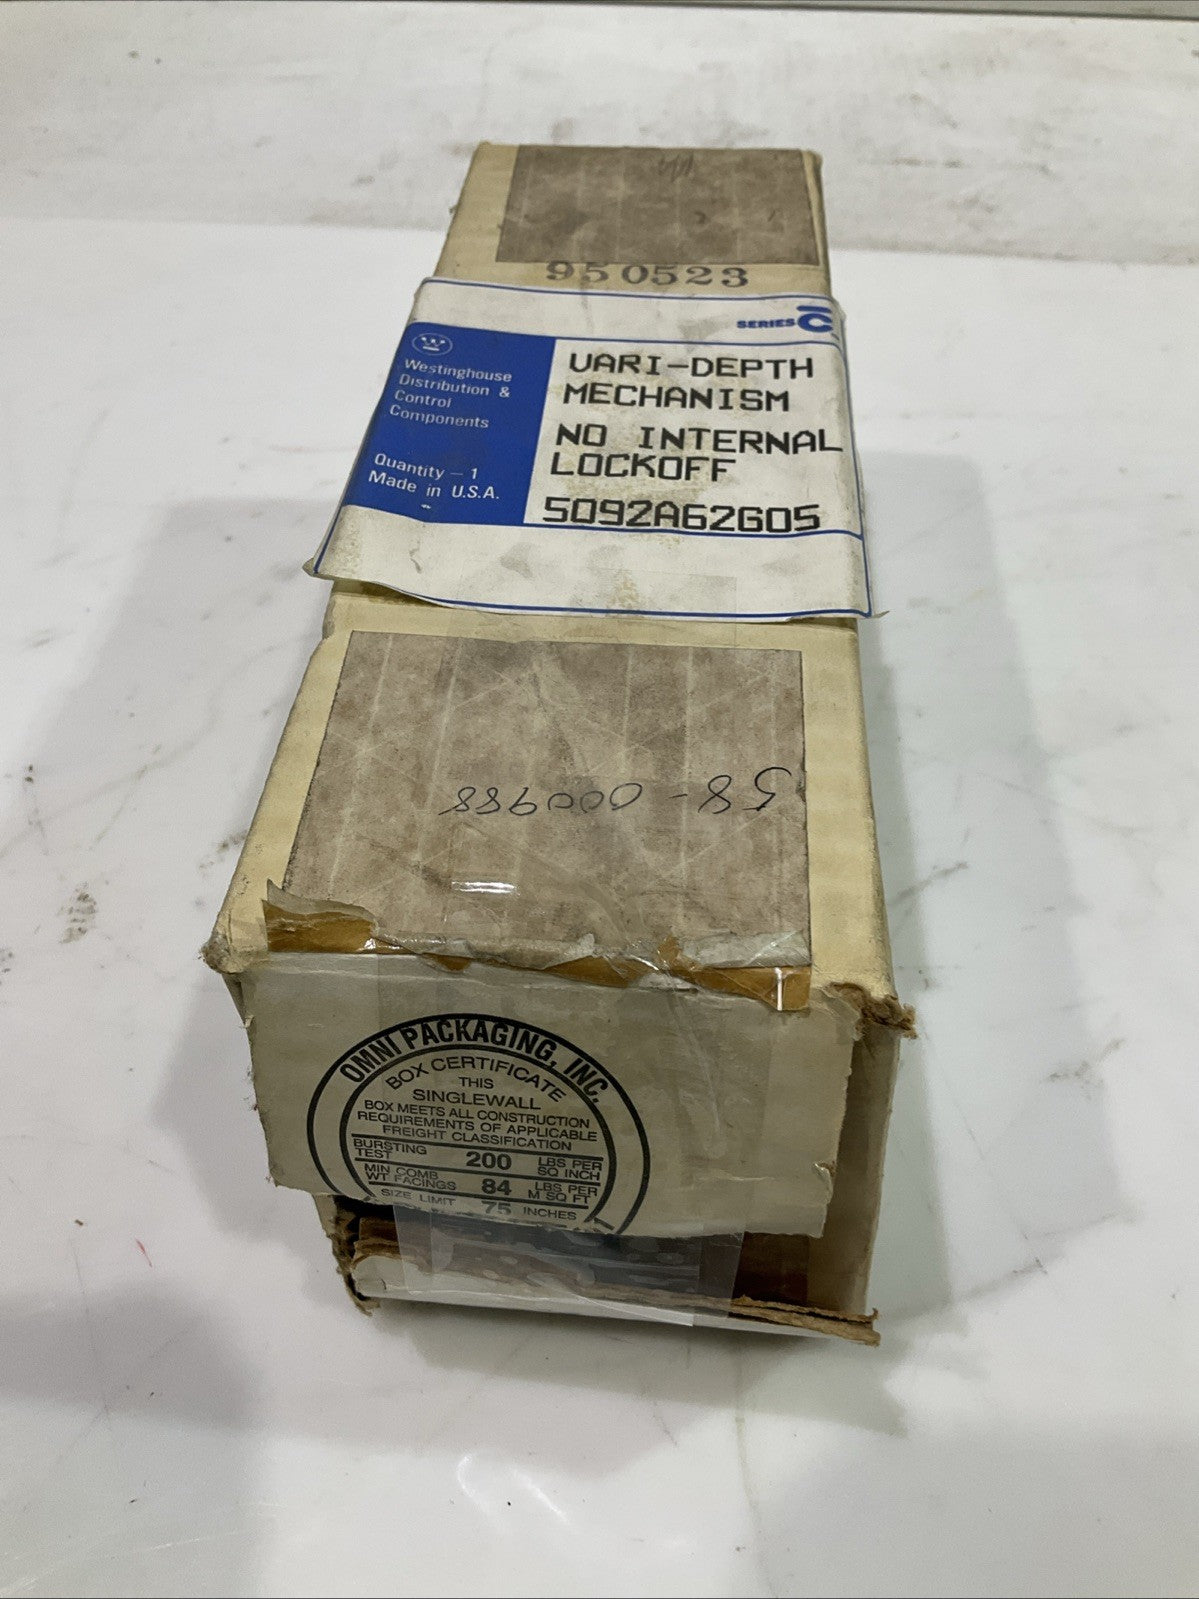 950523
SERIES C
Westinghouse
Distribution &
Control
Components
Quantity – 1
Made in U.S.A.
VARI-DEPTH
MECHANISM
NO INTERNAL
LOCKOFF
5092A62G05
58-000988
OMNI PACKAGING, INC.
BOX CERTIFICATE
THIS
SINGLEWALL
BOX MEETS ALL CONSTRUCTION
REQUIREMENTS OF APPLICABLE
FREIGHT CLASSIFICATION
BURSTING TEST 200 LBS PER SQ INCH
MIN COMB WT FACINGS 84 LBS PER M SQ FT
SIZE LIMIT 75 INCHES